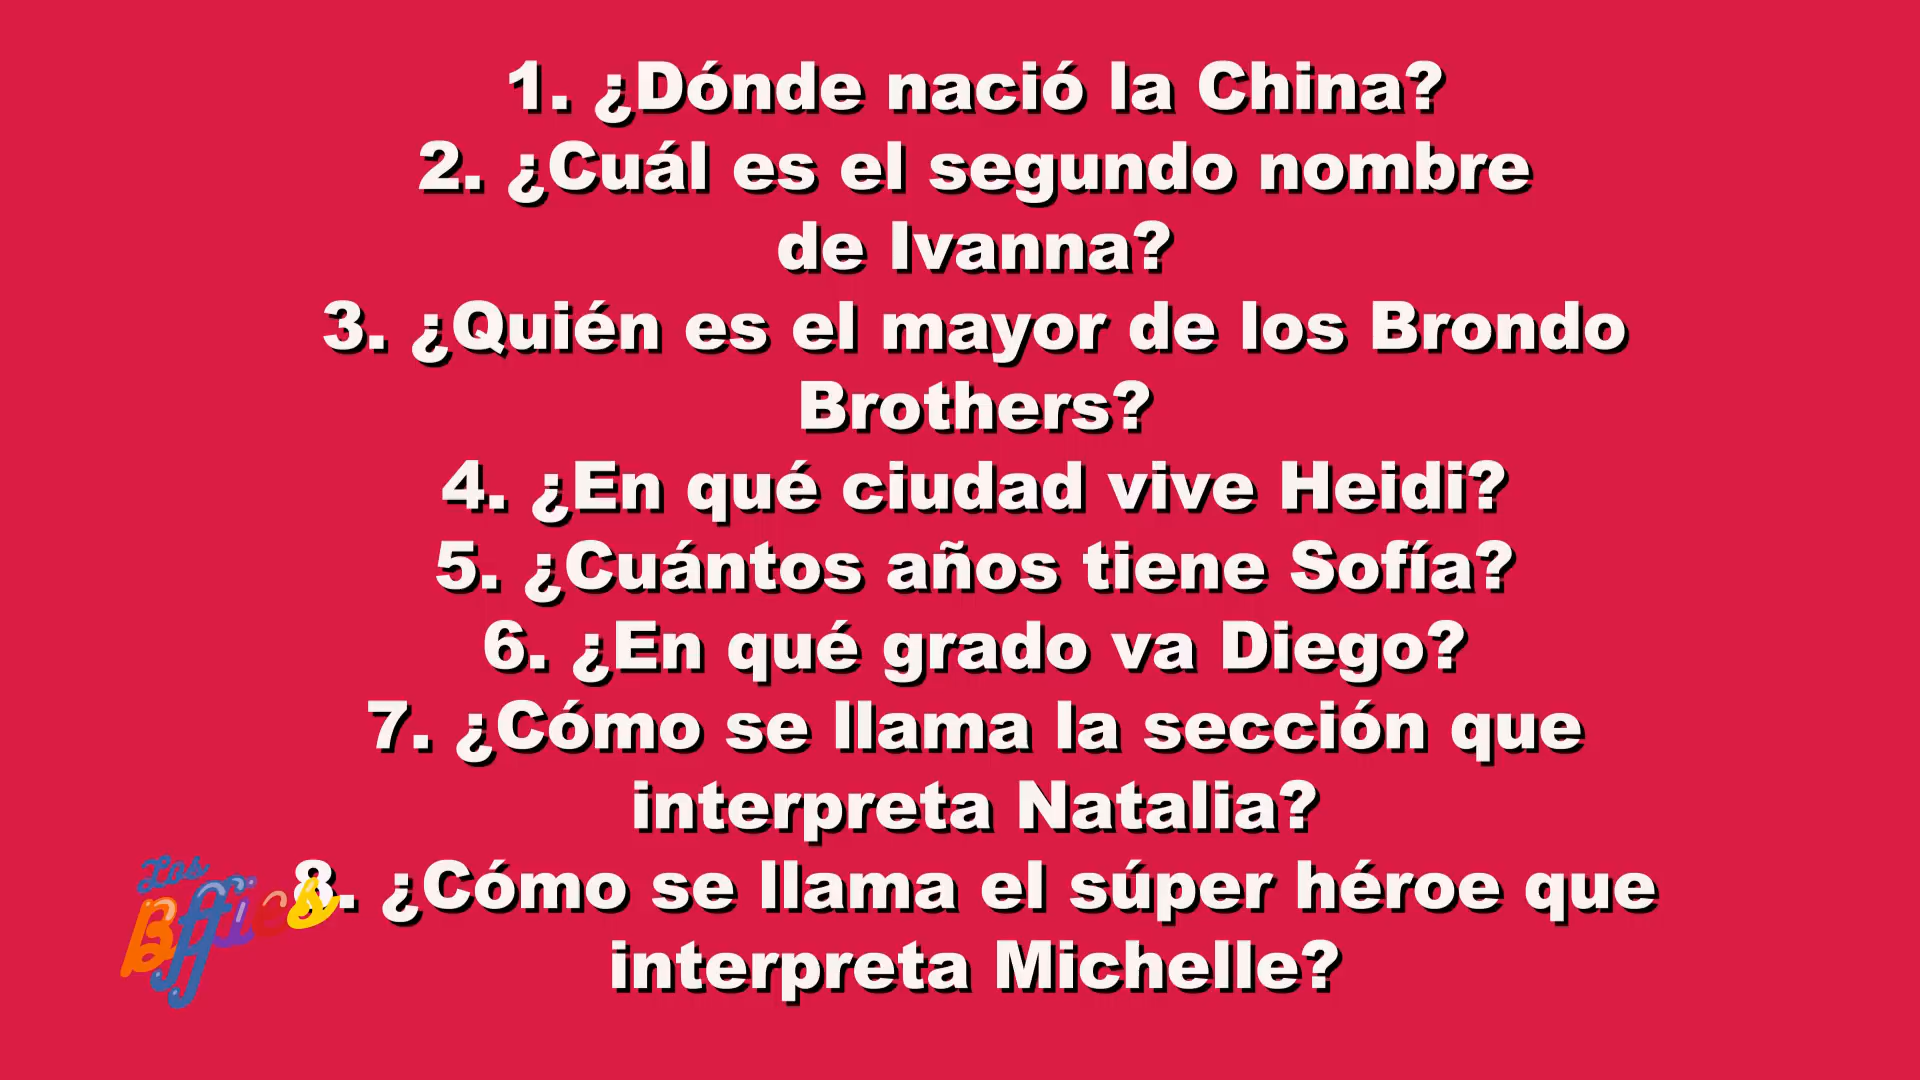 1. ¿Dónde nació la China?
2. ¿Cuál es el segundo nombre
de Ivanna?
3. ¿Quién es el mayor de los Brondo
Brothers?
4. ¿En qué ciudad vive Heidi?
5. ¿Cuántos años tiene Sofía?
6. ¿En qué grado va Diego?
7. ¿Cómo se llama la sección que
interpreta Natalia?
8. ¿Cómo se llama el súper héroe que
interpreta Michelle?
Los
Bffies